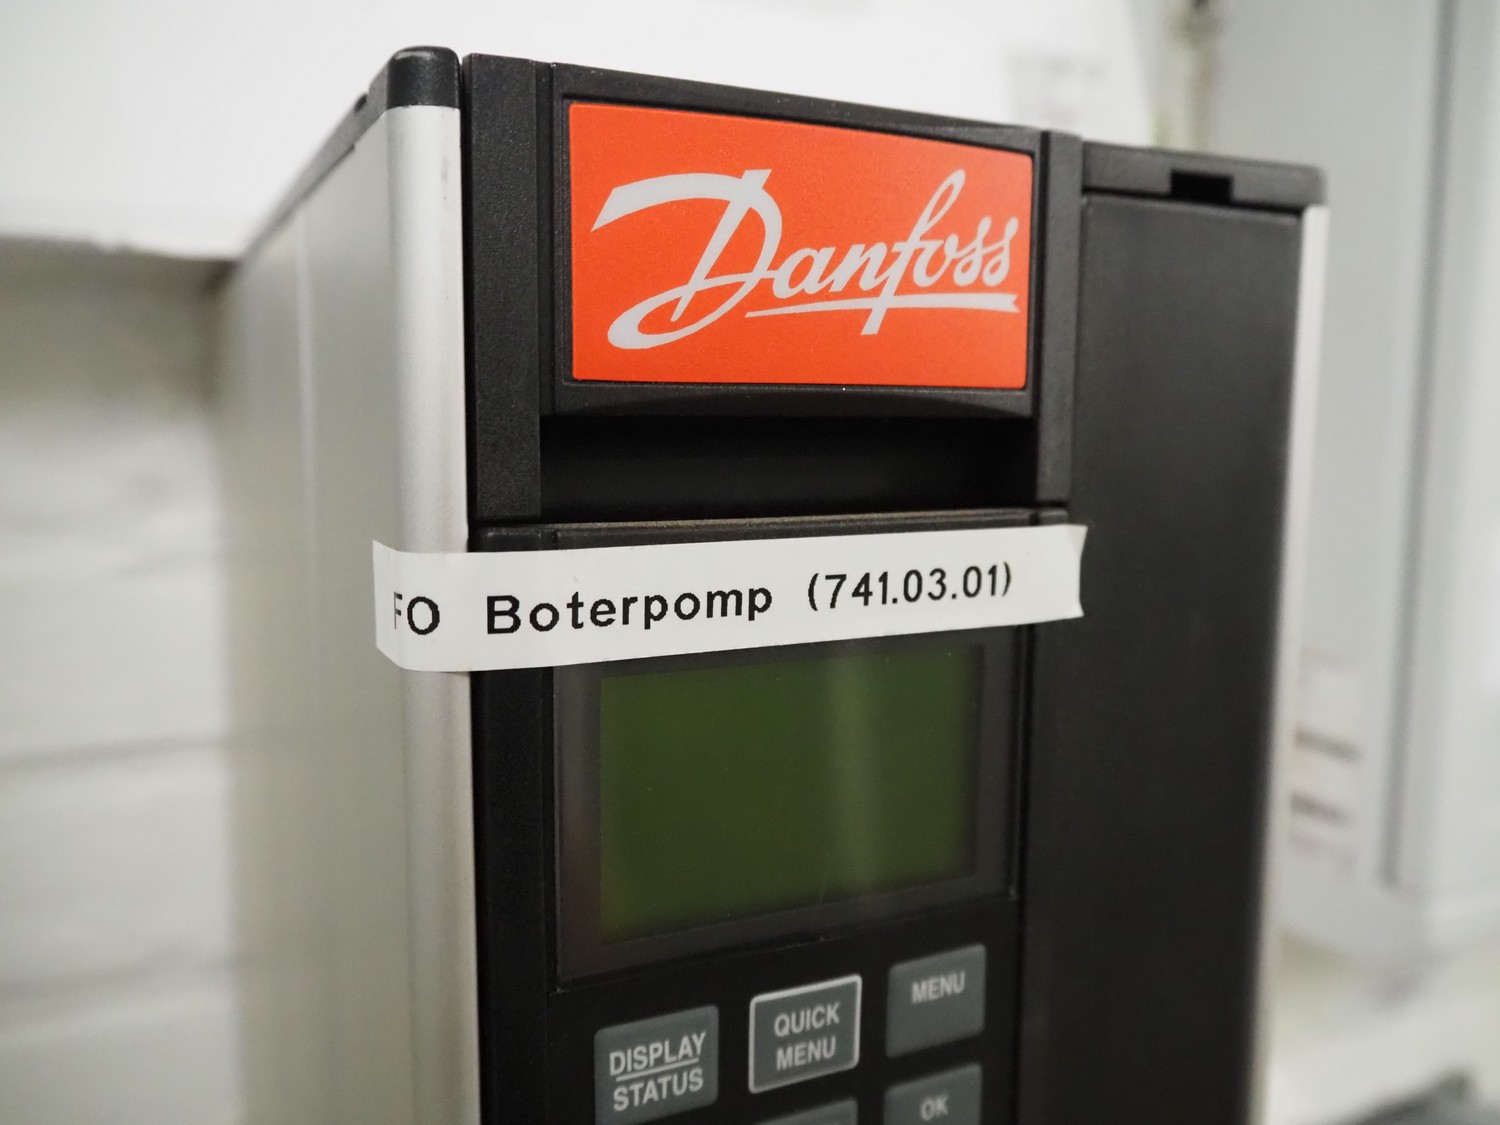 Danfoss
FO Boterpomp (741.03.01)
DISPLAY
STATUS
QUICK
MENU
MENU
OK